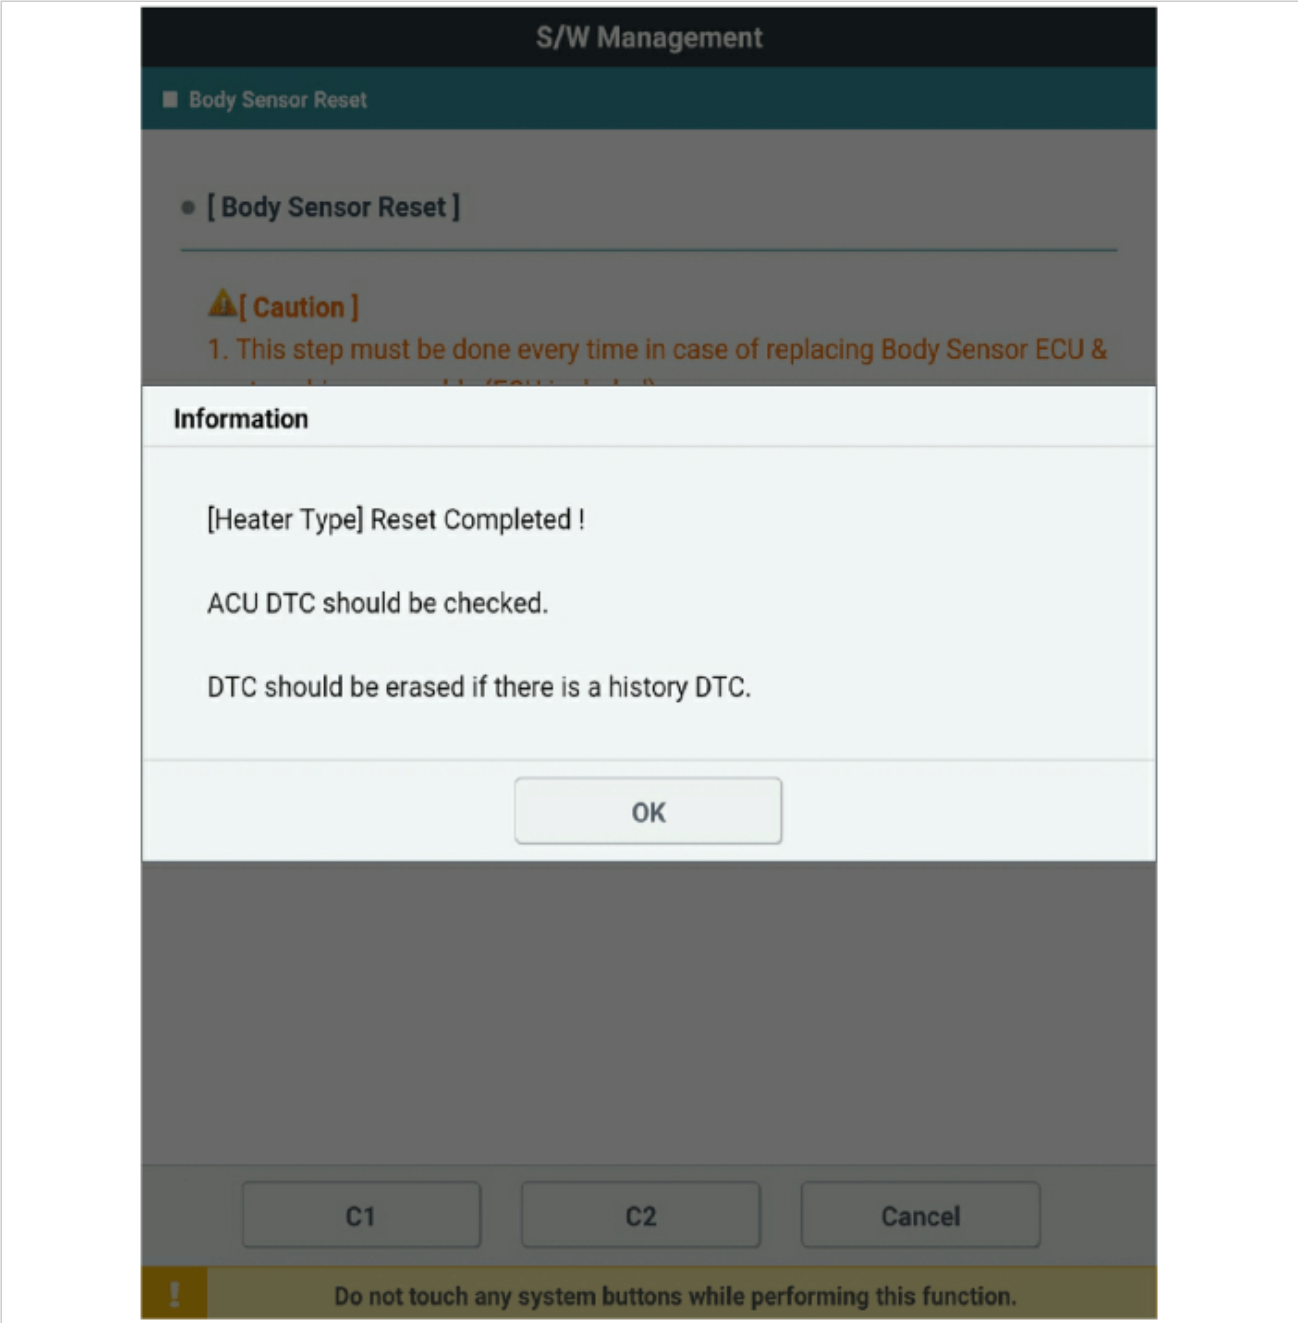 S/W Management
Body Sensor Reset
[ Body Sensor Reset ]
[ Caution ]
1. This step must be done every time in case of replacing Body Sensor ECU &
Information
[Heater Type] Reset Completed !
ACU DTC should be checked.
DTC should be erased if there is a history DTC.
OK
C1
C2
Cancel
! Do not touch any system buttons while performing this function.